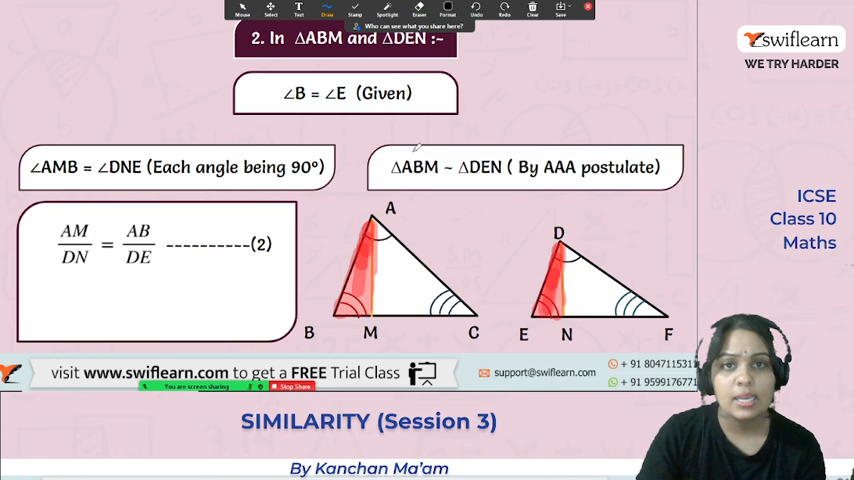 Mouse Select Text Draw Stamp Spotlight Eraser Format Undo Redo Clear Save
Who can see what you share here?
2. In ΔABM and ΔDEN :~
swiflearn
WE TRY HARDER
∠B = ∠E (Given)
∠AMB = ∠DNE (Each angle being 90°)
ΔABM ~ ΔDEN ( By AAA postulate)
ICSE
Class 10
Maths
AM/DN = AB/DE ----------(2)
A
B M C
D
E N F
visit www.swiflearn.com to get a FREE Trial Class
support@swiflearn.com
+ 91 804711531
+ 91 9599176771
You are screen sharing Stop Share
SIMILARITY (Session 3)
By Kanchan Ma'am